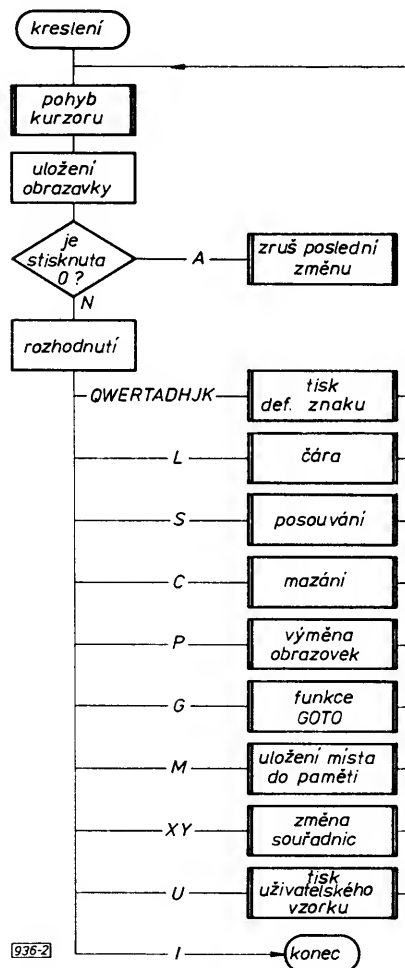 kreslení
pohyb
kurzoru
uložení
obrazavky
je
stisknuta
0 ?
A
zruš poslední
změnu
N
rozhodnutí
QWERTADHJK
tisk
def. znaku
L
čára
S
posouvání
C
mazání
P
výměna
obrazovek
G
funkce
GOTO
M
uložení místa
do paměti
XY
změna
souřadnic
U
tisk
uživatelského
vzorku
936-2
I
konec